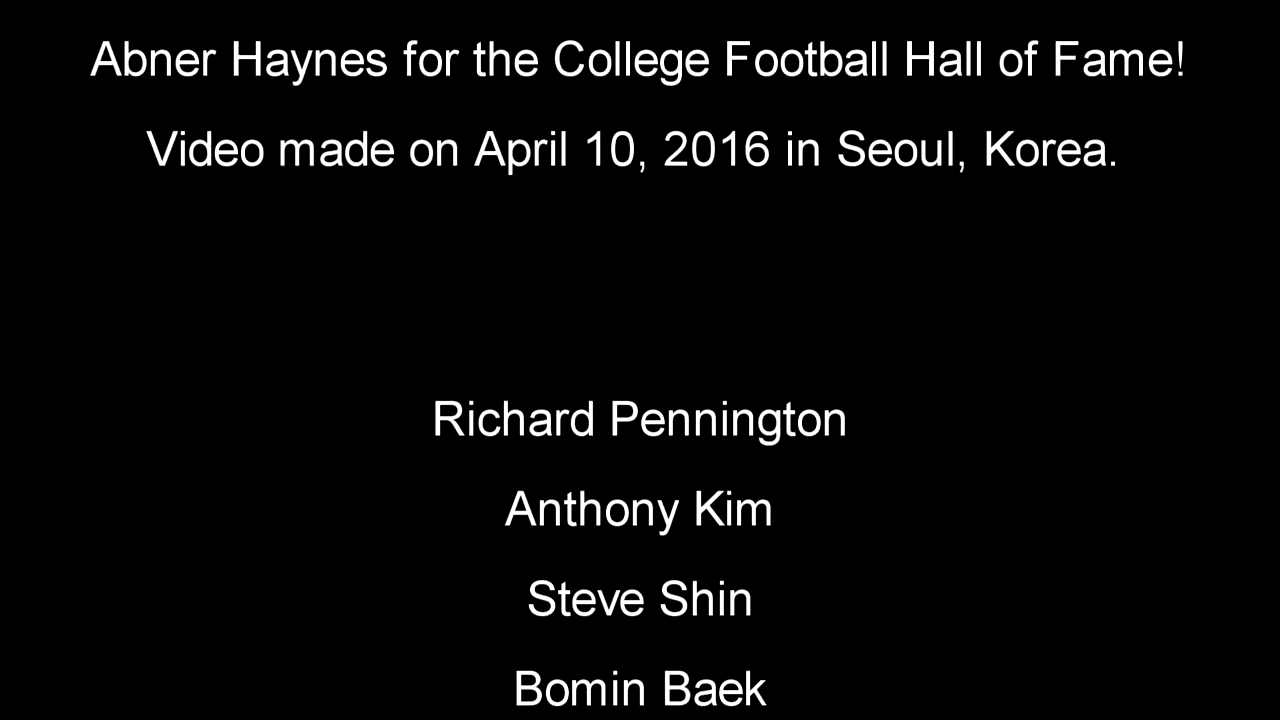 Abner Haynes for the College Football Hall of Fame!
Video made on April 10, 2016 in Seoul, Korea.
Richard Pennington
Anthony Kim
Steve Shin
Bomin Baek